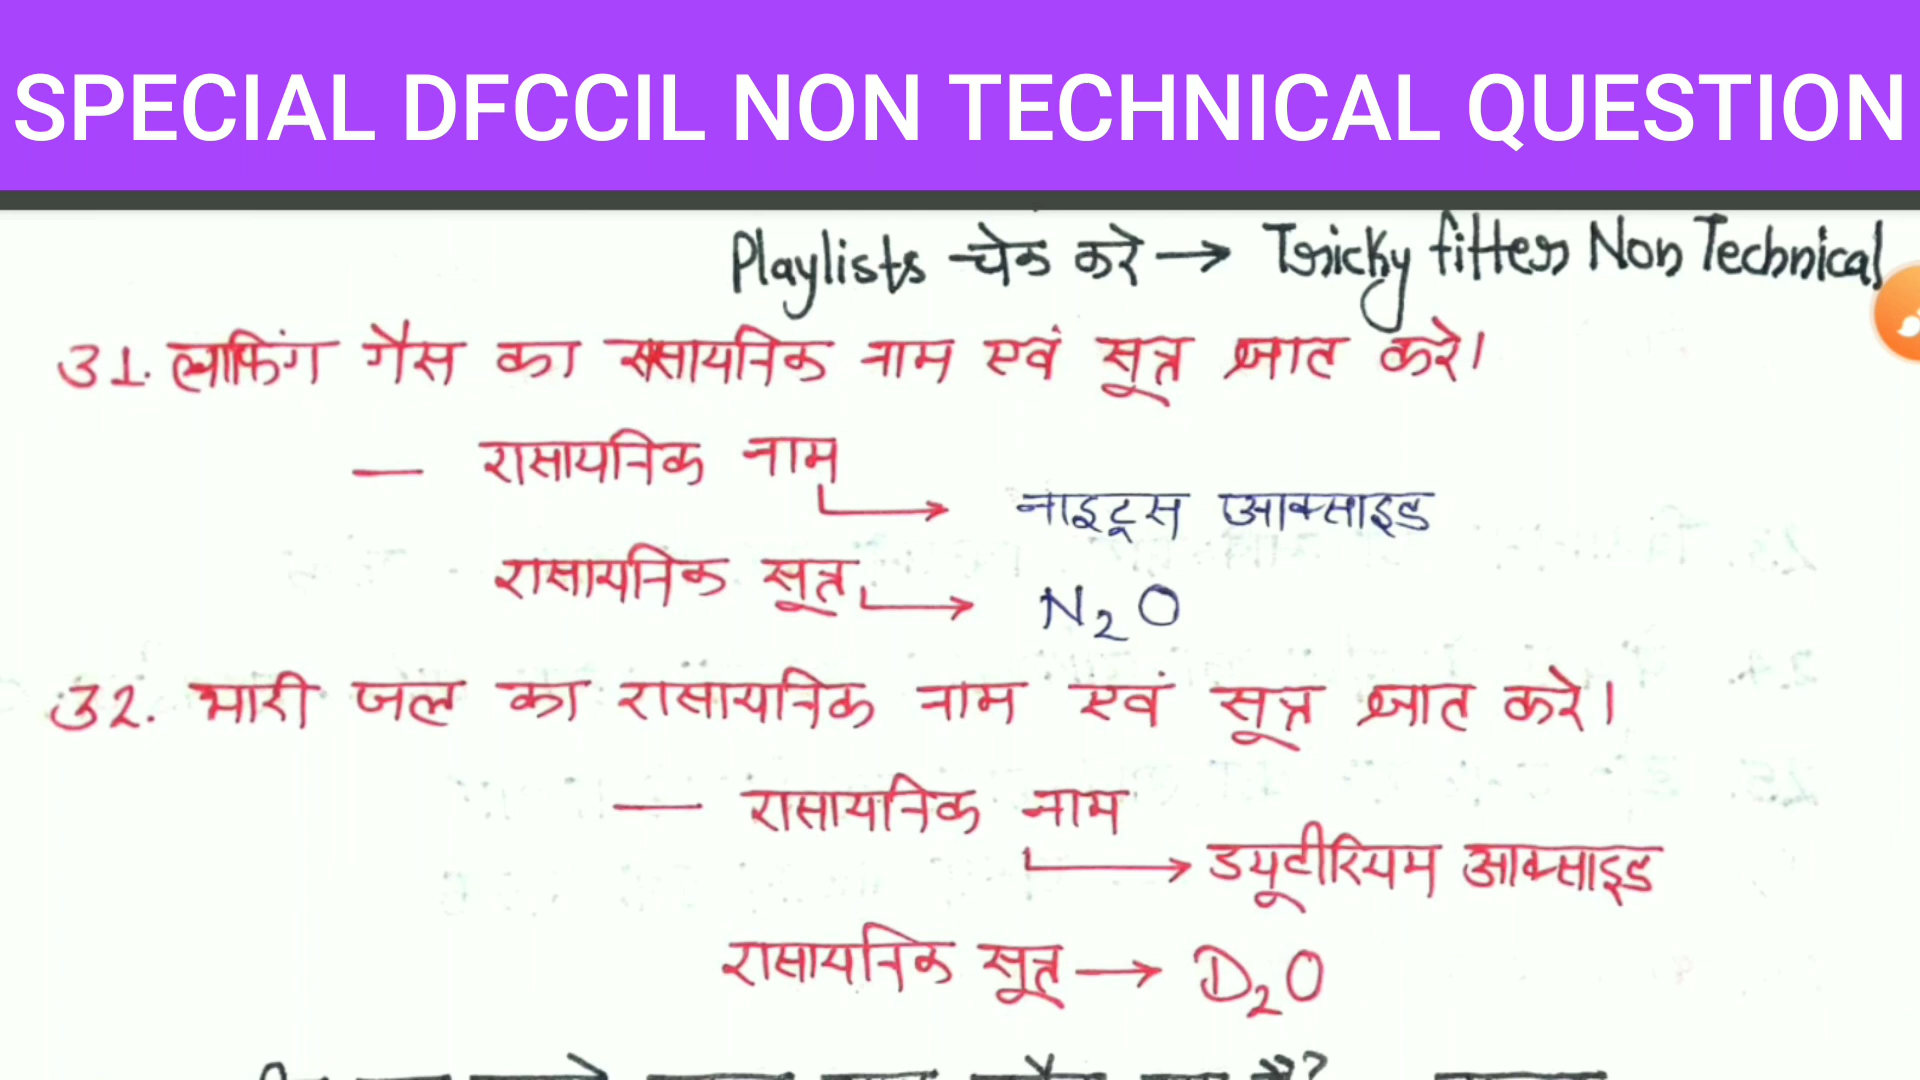 SPECIAL DFCCIL NON TECHNICAL QUESTION
Playlists चेक करे → Tricky fitter Non Technical
31. लाफिंग गैस का रासायनिक नाम एवं सूत्र ज्ञात करे।
— रासायनिक नाम
→ नाइट्रस आक्साइड
रासायनिक सूत्र → N₂O
32. भारी जल का रासायनिक नाम एवं सूत्र ज्ञात करे।
— रासायनिक नाम
→ ड्यूटीरियम आक्साइड
रासायनिक सूत्र → D₂O